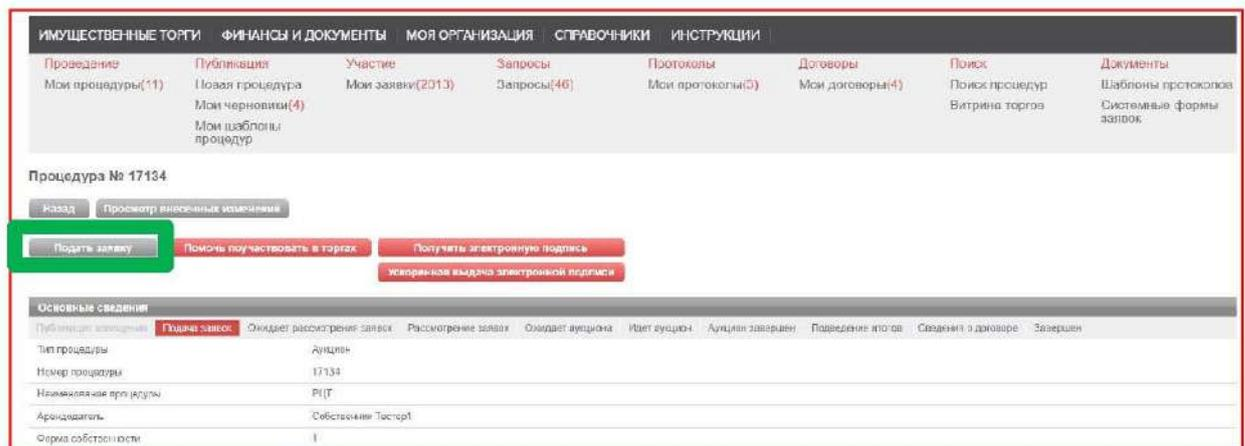 ИМУЩЕСТВЕННЫЕ ТОРГИ ФИНАНСЫ И ДОКУМЕНТЫ МОЯ ОРГАНИЗАЦИЯ СПРАВОЧНИКИ ИНСТРУКЦИИ
Проведение Публикация Участие Запросы Протоколы Договоры Поиск Документы
Мои процедуры(11) Новая процедура Мои заявки(2013) Запросы(46) Мои протоколы(3) Мои договоры(4) Поиск процедур Шаблоны протоколов
Мои черновики(4) Витрина торгов Системные формы
Мои шаблоны заявок
процедур
Процедура № 17134
Назад Просмотр внесенных изменений
Подать заявку Помочь поучаствовать в торгах Получить электронную подпись
Ускоренная выдача электронной подписи
Основные сведения
Публикация извещения Подача заявок Ожидает рассмотрения заявок Рассмотрение заявок Ожидает аукциона Идет аукцион Аукцион завершен Подведение итогов Сведения о договоре Завершен
Тип процедуры Аукцион
Номер процедуры 17134
Наименование процедуры
Арендодатель Собственник Тестер1
Форма собственности 1